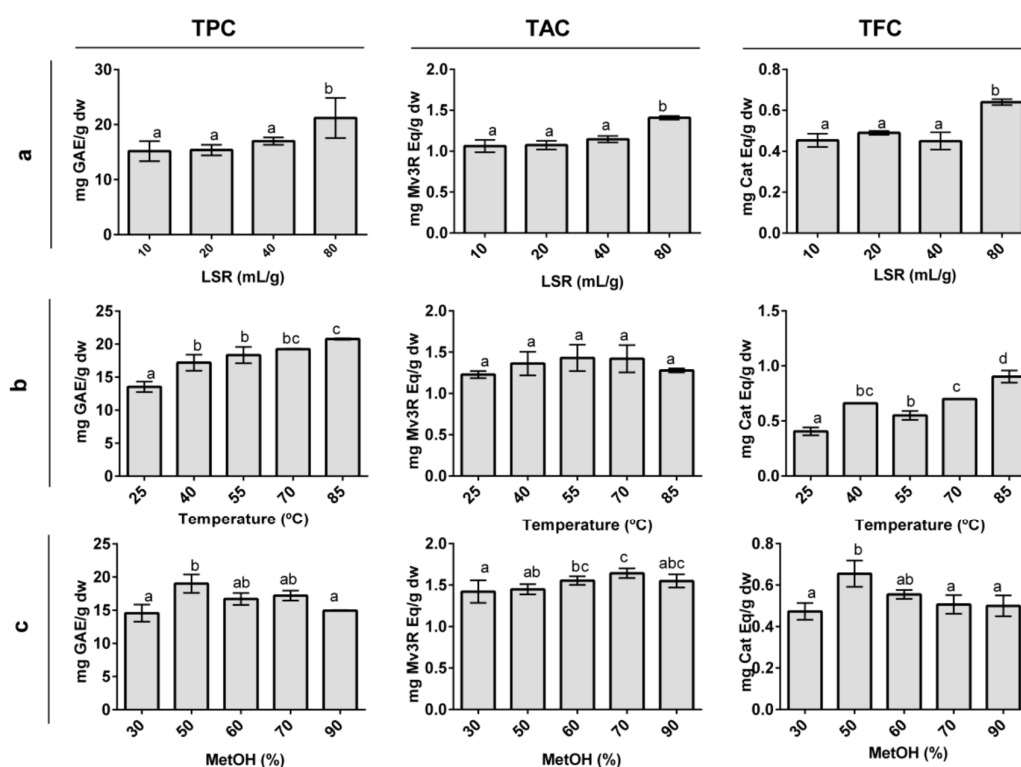 TPC TAC TFC
a
mg GAE/g dw
30
20
10
0
a a a b
10 20 40 80
LSR (mL/g)
mg Mv3R Eq/g dw
2.0
1.5
1.0
0.5
0.0
a a a b
10 20 40 80
LSR (mL/g)
mg Cat Eq/g dw
0.8
0.6
0.4
0.2
0.0
a a a b
10 20 40 80
LSR (mL/g)
b
mg GAE/g dw
25
20
15
10
5
0
a b b bc c
25 40 55 70 85
Temperature (ºC)
mg Mv3R Eq/g dw
2.0
1.5
1.0
0.5
0.0
a a a a a
25 40 55 70 85
Temperature (ºC)
mg Cat Eq/g dw
1.5
1.0
0.5
0.0
a bc b c d
25 40 55 70 85
Temperature (ºC)
c
mg GAE/g dw
25
20
15
10
5
0
a b ab ab a
30 50 60 70 90
MetOH (%)
mg Mv3R Eq/g dw
2.0
1.5
1.0
0.5
0.0
a ab bc c abc
30 50 60 70 90
MetOH (%)
mg Cat Eq/g dw
0.8
0.6
0.4
0.2
0.0
a b ab a a
30 50 60 70 90
MetOH (%)